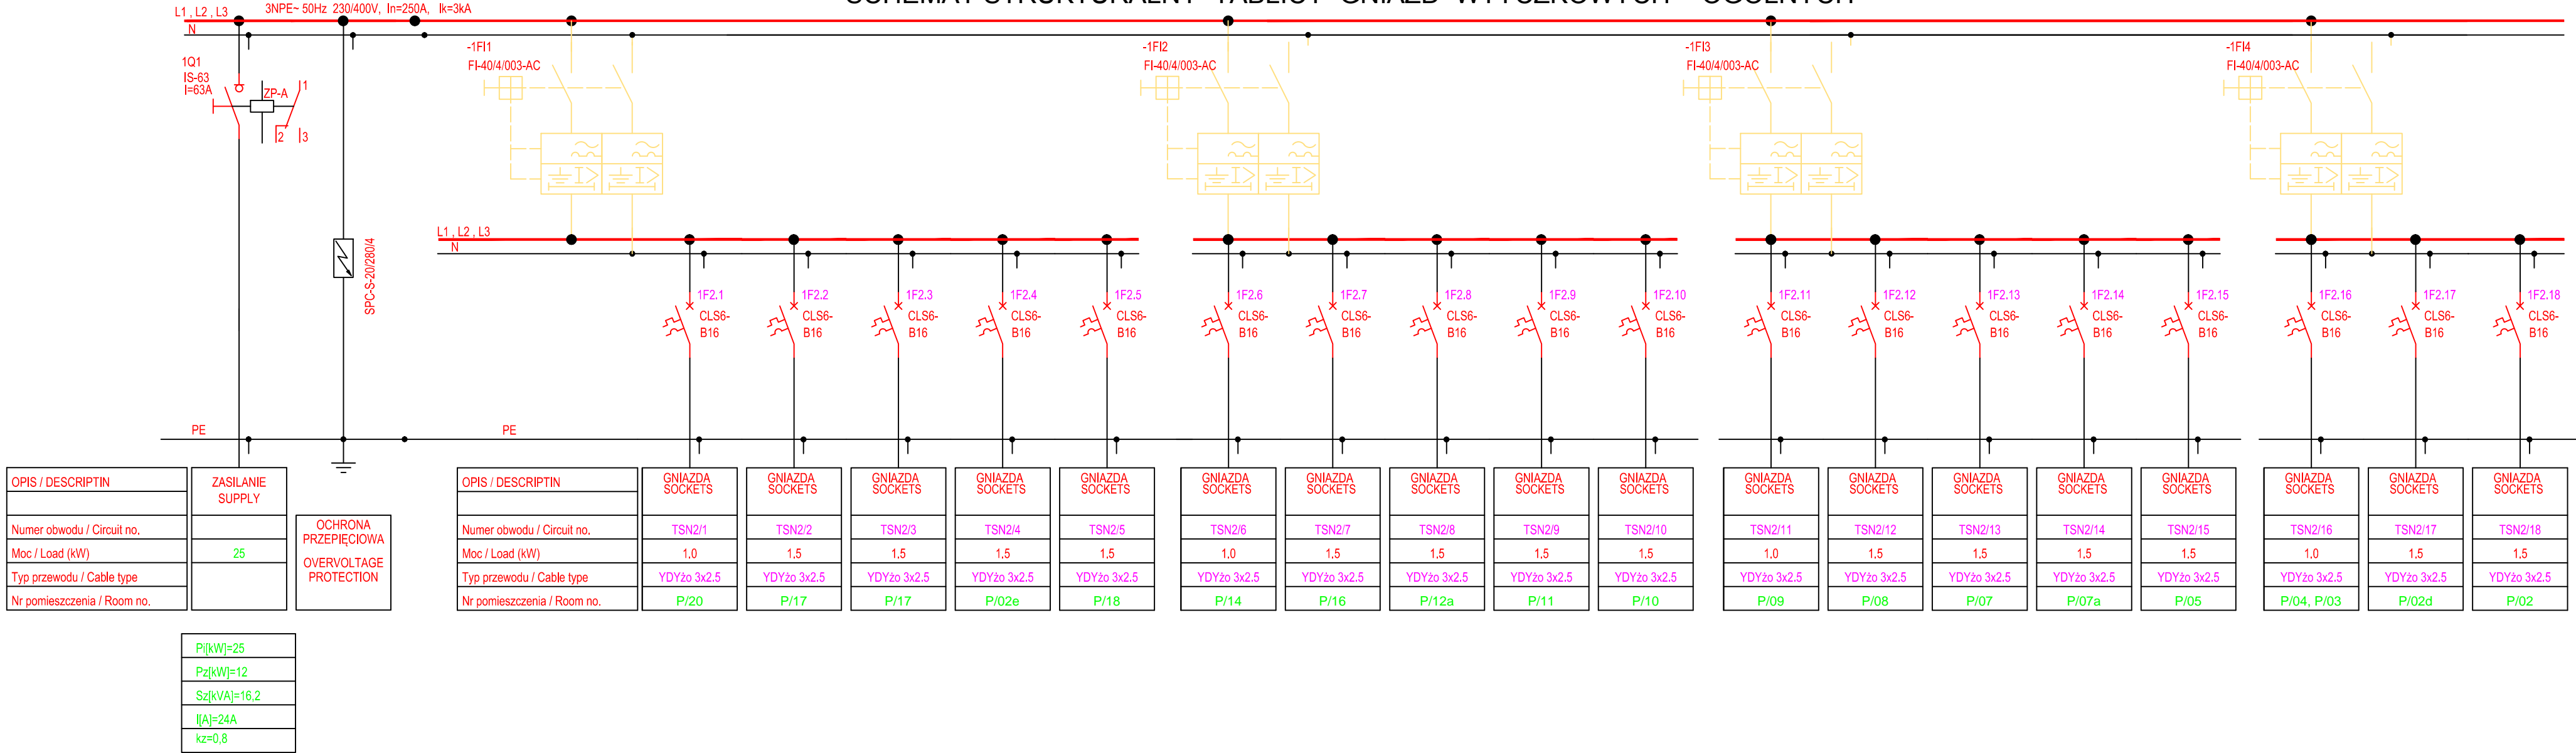 SCHEMAT STRUKTURALNY TABLICY GNIAZD WTYCZKOWYCH OGÓLNYCH
L1 , L2 , L3 3NPE~ 50Hz 230/400V, In=250A, Ik=3kA
N
1Q1
IS-63
I=63A
ZP-A
1
2
3
SPC-S-20/280/4
-1FI1
FI-40/4/003-AC
-1FI2
FI-40/4/003-AC
-1FI3
FI-40/4/003-AC
-1FI4
FI-40/4/003-AC
I>
I>
I>
I>
I>
I>
I>
I>
L1 , L2 , L3
N
1F2.1
CLS6-
B16
1F2.2
CLS6-
B16
1F2.3
CLS6-
B16
1F2.4
CLS6-
B16
1F2.5
CLS6-
B16
1F2.6
CLS6-
B16
1F2.7
CLS6-
B16
1F2.8
CLS6-
B16
1F2.9
CLS6-
B16
1F2.10
CLS6-
B16
1F2.11
CLS6-
B16
1F2.12
CLS6-
B16
1F2.13
CLS6-
B16
1F2.14
CLS6-
B16
1F2.15
CLS6-
B16
1F2.16
CLS6-
B16
1F2.17
CLS6-
B16
1F2.18
CLS6-
B16
PE
PE
OPIS / DESCRIPTIN
ZASILANIE
SUPPLY
Numer obwodu / Circuit no.
Moc / Load (kW) 25
Typ przewodu / Cable type
Nr pomieszczenia / Room no.
OCHRONA
PRZEPIĘCIOWA
OVERVOLTAGE
PROTECTION
OPIS / DESCRIPTIN GNIAZDA GNIAZDA GNIAZDA GNIAZDA GNIAZDA GNIAZDA GNIAZDA GNIAZDA GNIAZDA GNIAZDA GNIAZDA GNIAZDA GNIAZDA GNIAZDA GNIAZDA GNIAZDA GNIAZDA GNIAZDA
SOCKETS SOCKETS SOCKETS SOCKETS SOCKETS SOCKETS SOCKETS SOCKETS SOCKETS SOCKETS SOCKETS SOCKETS SOCKETS SOCKETS SOCKETS SOCKETS SOCKETS SOCKETS
Numer obwodu / Circuit no. TSN2/1 TSN2/2 TSN2/3 TSN2/4 TSN2/5 TSN2/6 TSN2/7 TSN2/8 TSN2/9 TSN2/10 TSN2/11 TSN2/12 TSN2/13 TSN2/14 TSN2/15 TSN2/16 TSN2/17 TSN2/18
Moc / Load (kW) 1,0 1,5 1,5 1,5 1,5 1,0 1,5 1,5 1,5 1,5 1,0 1,5 1,5 1,5 1,5 1,0 1,5 1,5
Typ przewodu / Cable type YDYżo 3x2.5 YDYżo 3x2.5 YDYżo 3x2.5 YDYżo 3x2.5 YDYżo 3x2.5 YDYżo 3x2.5 YDYżo 3x2.5 YDYżo 3x2.5 YDYżo 3x2.5 YDYżo 3x2.5 YDYżo 3x2.5 YDYżo 3x2.5 YDYżo 3x2.5 YDYżo 3x2.5 YDYżo 3x2.5 YDYżo 3x2.5 YDYżo 3x2.5 YDYżo 3x2.5
Nr pomieszczenia / Room no. P/20 P/17 P/17 P/02e P/18 P/14 P/16 P/12a P/11 P/10 P/09 P/08 P/07 P/07a P/05 P/04, P/03 P/02d P/02
Pi[kW]=25
Pz[kW]=12
Sz[kVA]=16,2
I[A]=24A
kz=0,8